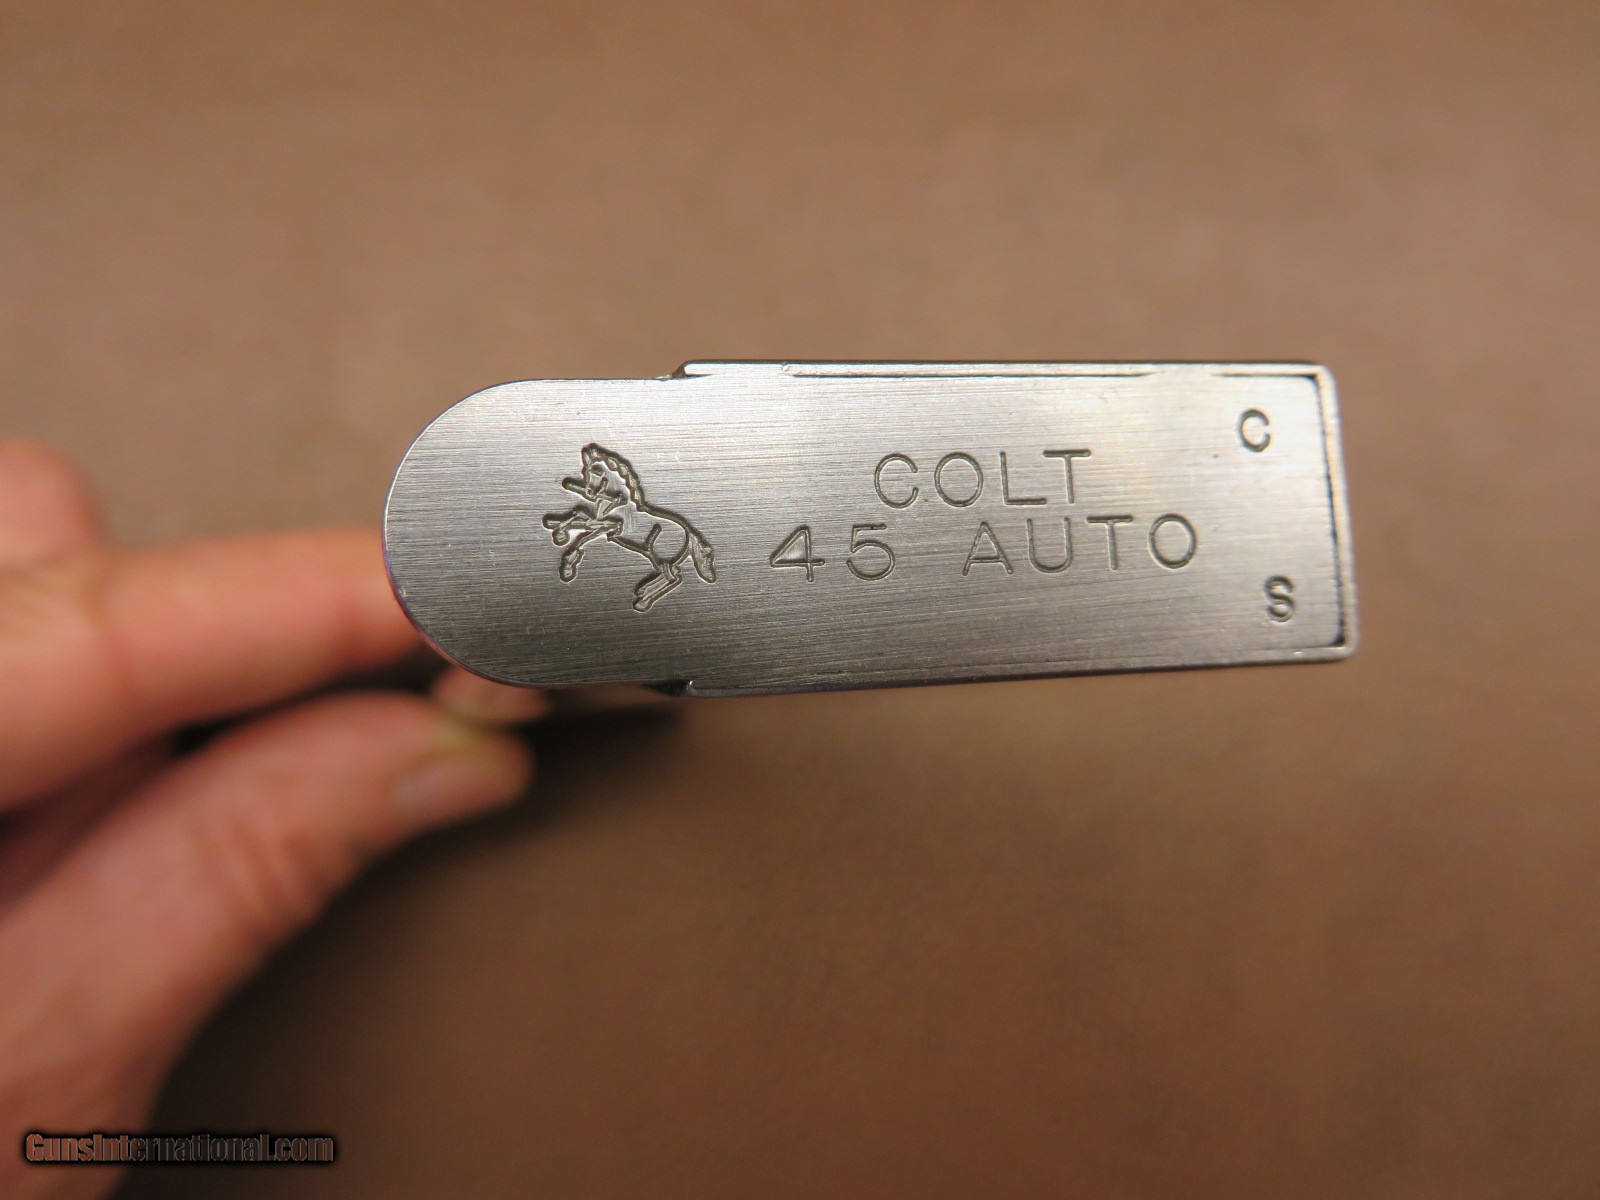 COLT
45 AUTO
C
S
GunsInternational.com